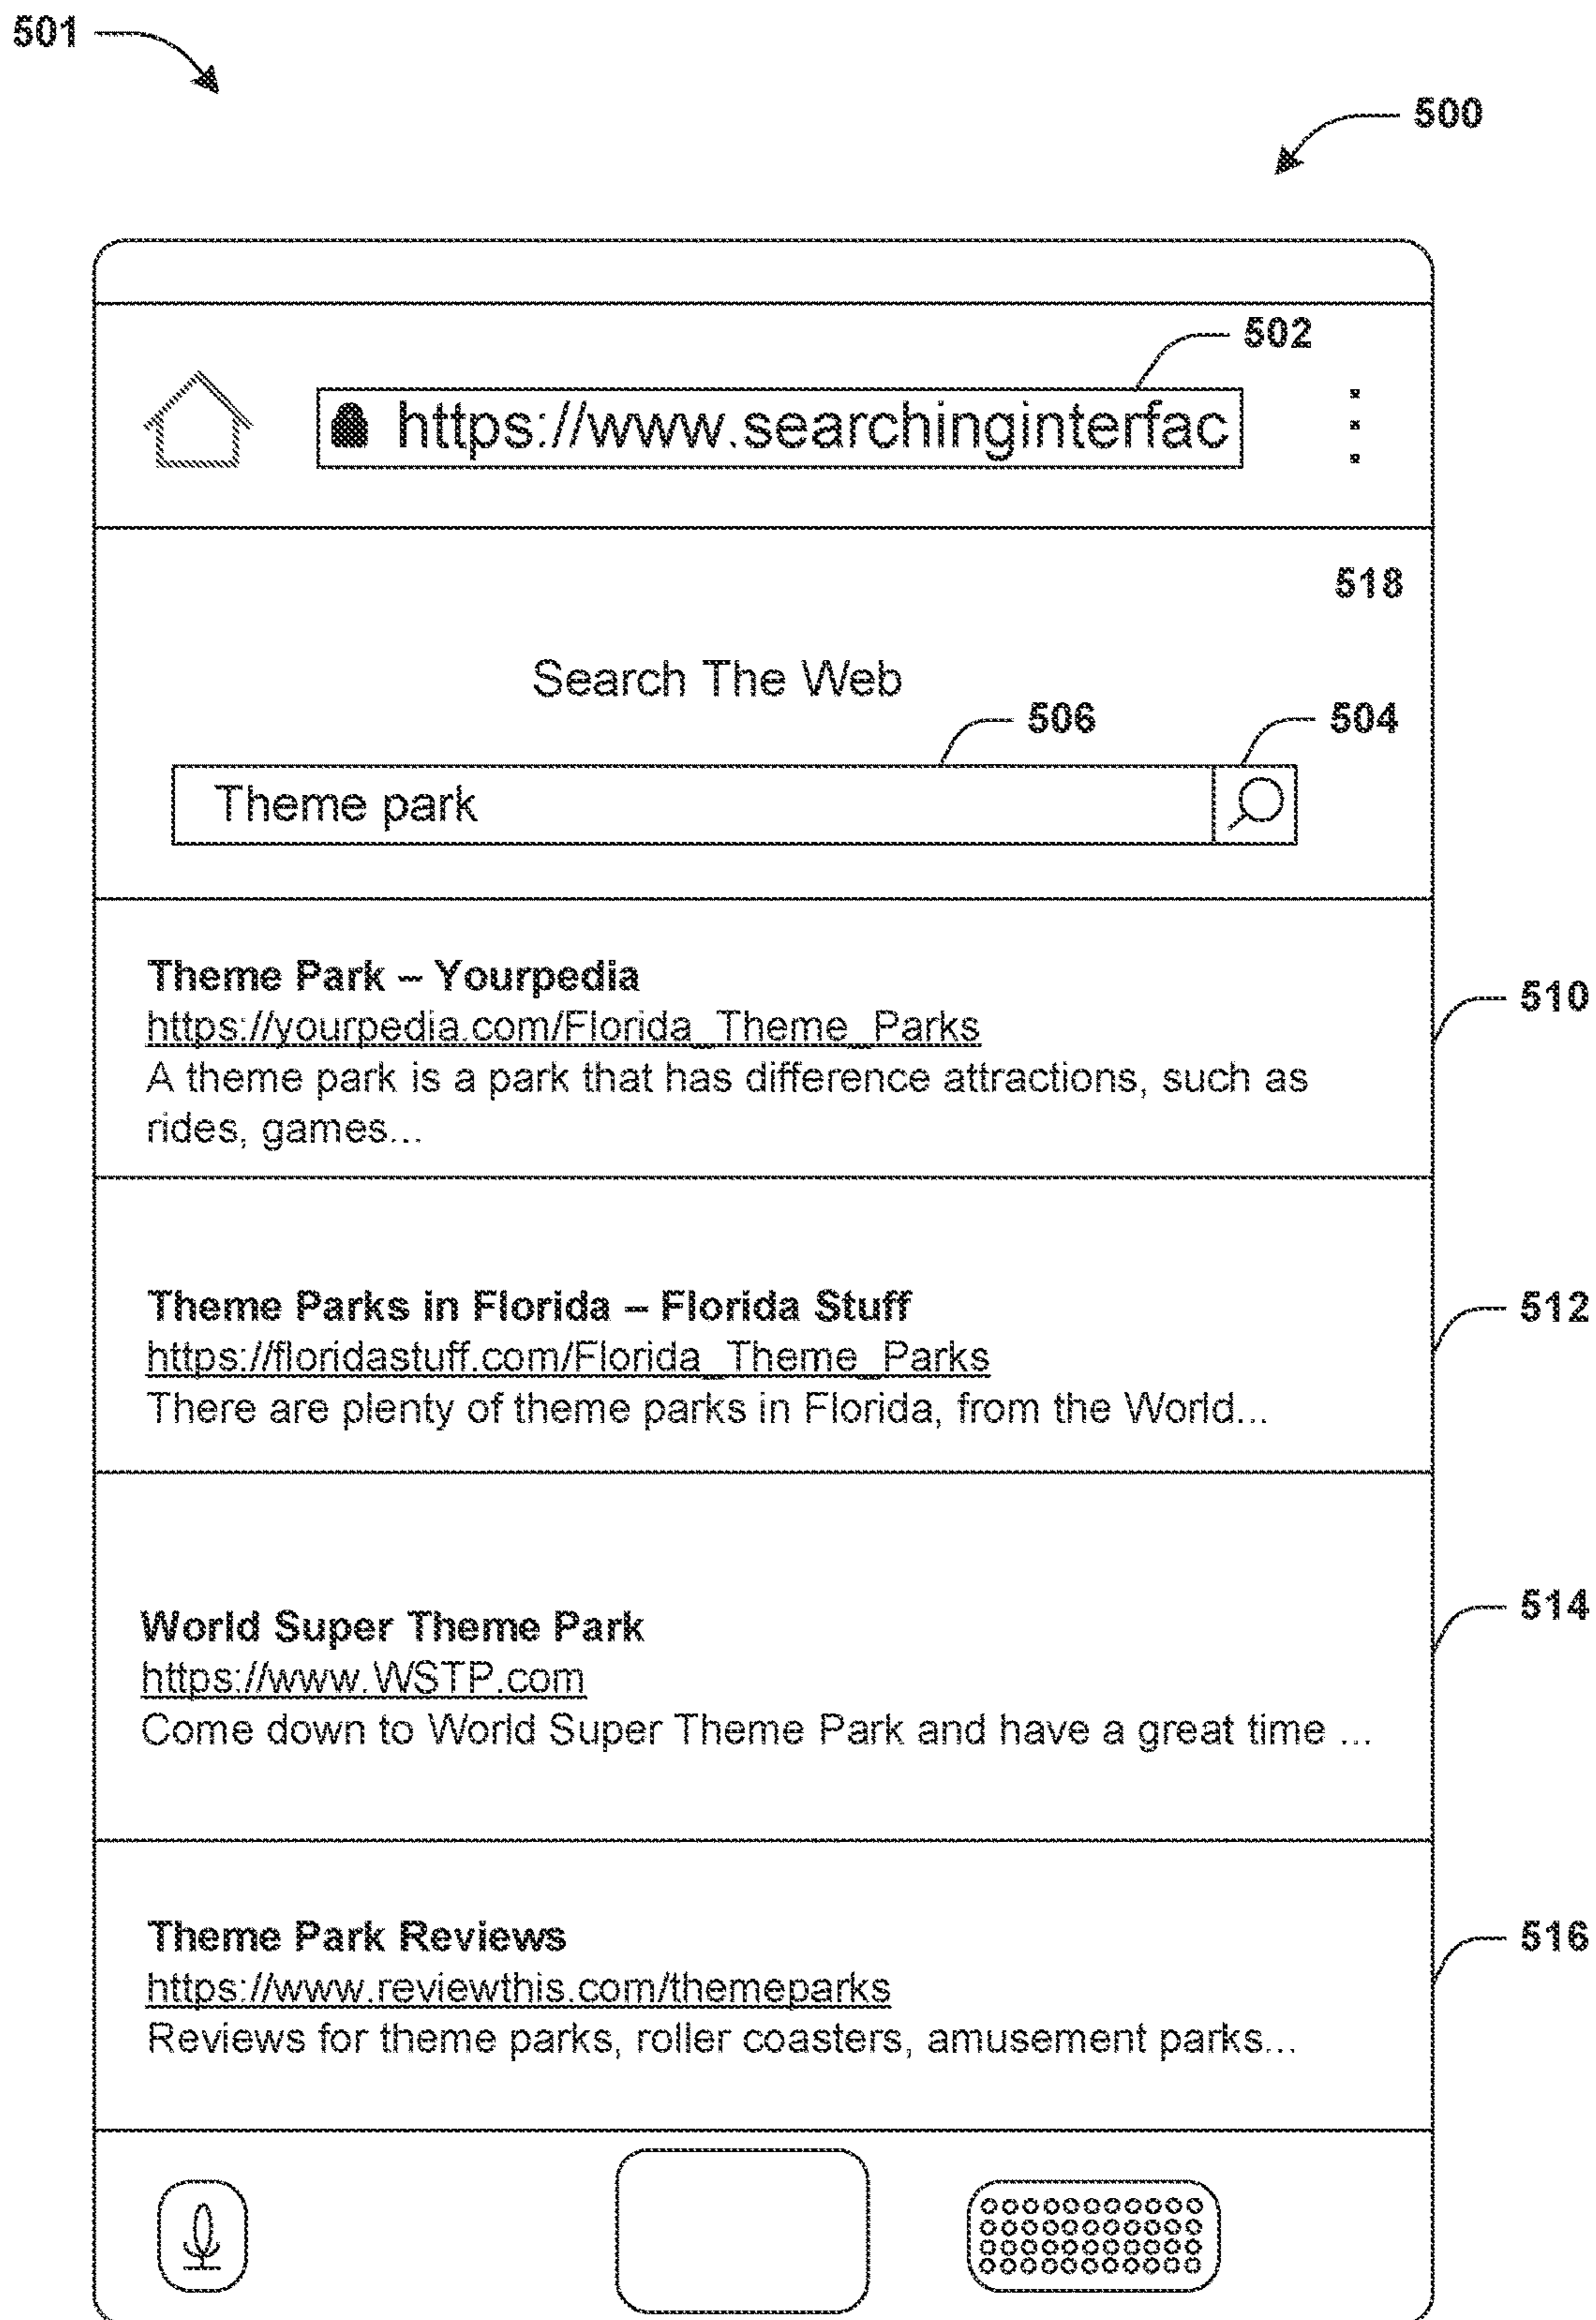 501
500
502
https://www.searchinginterfac
518
Search The Web
506
504
Theme park
Theme Park – Yourpedia
510
https://yourpedia.com/Florida_Theme_Parks
A theme park is a park that has difference attractions, such as
rides, games...
Theme Parks in Florida – Florida Stuff
512
https://floridastuff.com/Florida_Theme_Parks
There are plenty of theme parks in Florida, from the World...
514
World Super Theme Park
https://www.WSTP.com
Come down to World Super Theme Park and have a great time ...
Theme Park Reviews
516
https://www.reviewthis.com/themeparks
Reviews for theme parks, roller coasters, amusement parks...